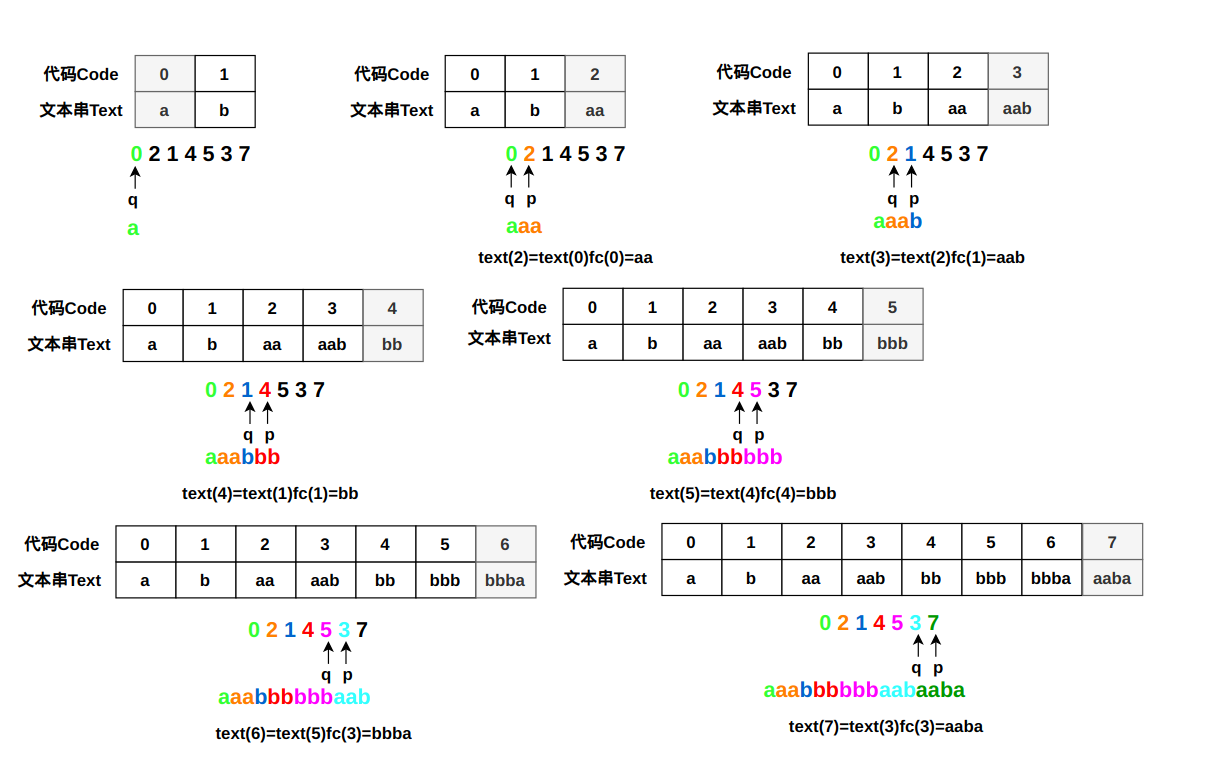 代码Code 0 1
文本串Text a b
0 2 1 4 5 3 7
q
a
代码Code 0 1 2
文本串Text a b aa
0 2 1 4 5 3 7
q p
aaa
text(2)=text(0)fc(0)=aa
代码Code 0 1 2 3
文本串Text a b aa aab
0 2 1 4 5 3 7
q p
aaab
text(3)=text(2)fc(1)=aab
代码Code 0 1 2 3 4
文本串Text a b aa aab bb
0 2 1 4 5 3 7
q p
aaabbb
text(4)=text(1)fc(1)=bb
代码Code 0 1 2 3 4 5
文本串Text a b aa aab bb bbb
0 2 1 4 5 3 7
q p
aaabbbbbb
text(5)=text(4)fc(4)=bbb
代码Code 0 1 2 3 4 5 6
文本串Text a b aa aab bb bbb bbba
0 2 1 4 5 3 7
q p
aaabbbbbbaab
text(6)=text(5)fc(3)=bbba
代码Code 0 1 2 3 4 5 6 7
文本串Text a b aa aab bb bbb bbba aaba
0 2 1 4 5 3 7
q p
aaabbbbbbaabaaba
text(7)=text(3)fc(3)=aaba